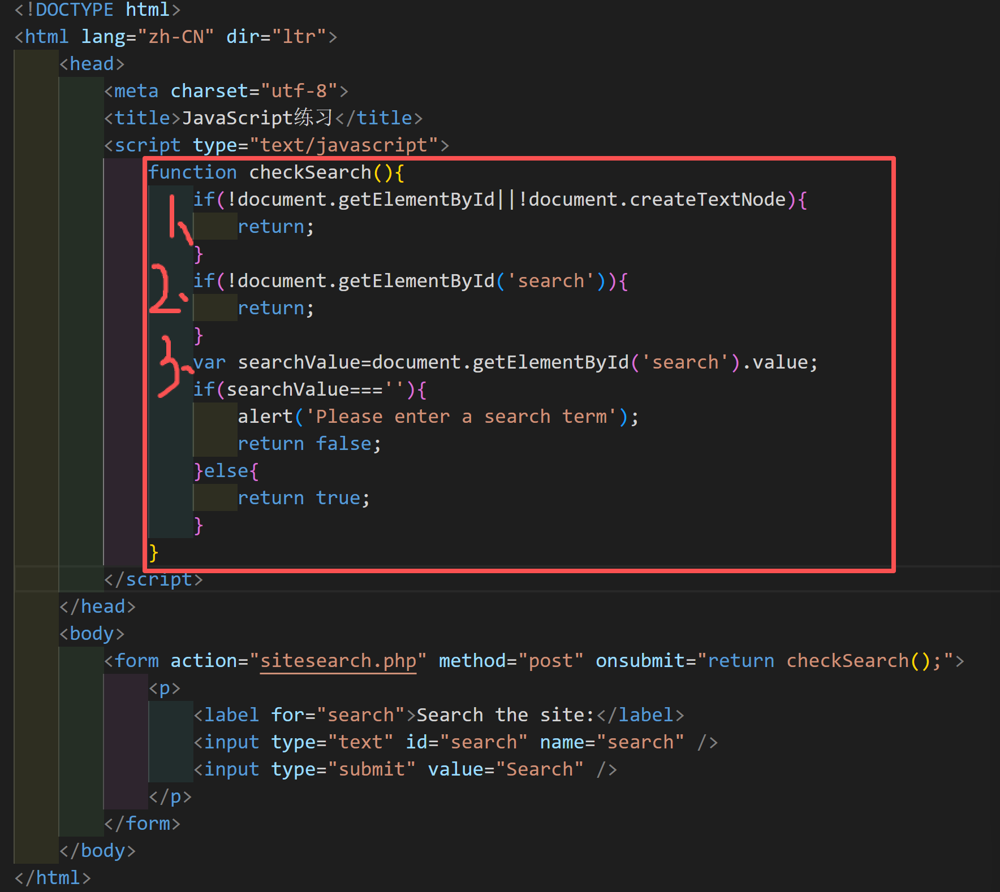 <!DOCTYPE html>
<html lang="zh-CN" dir="ltr">
<head>
<meta charset="utf-8">
<title>JavaScript练习</title>
<script type="text/javascript">
function checkSearch(){
1、 if(!document.getElementById||!document.createTextNode){
return;
}
2、 if(!document.getElementById('search')){
return;
}
3、 var searchValue=document.getElementById('search').value;
if(searchValue===''){
alert('Please enter a search term');
return false;
}else{
return true;
}
}
</script>
</head>
<body>
<form action="sitesearch.php" method="post" onsubmit="return checkSearch();">
<p>
<label for="search">Search the site:</label>
<input type="text" id="search" name="search" />
<input type="submit" value="Search" />
</p>
</form>
</body>
</html>